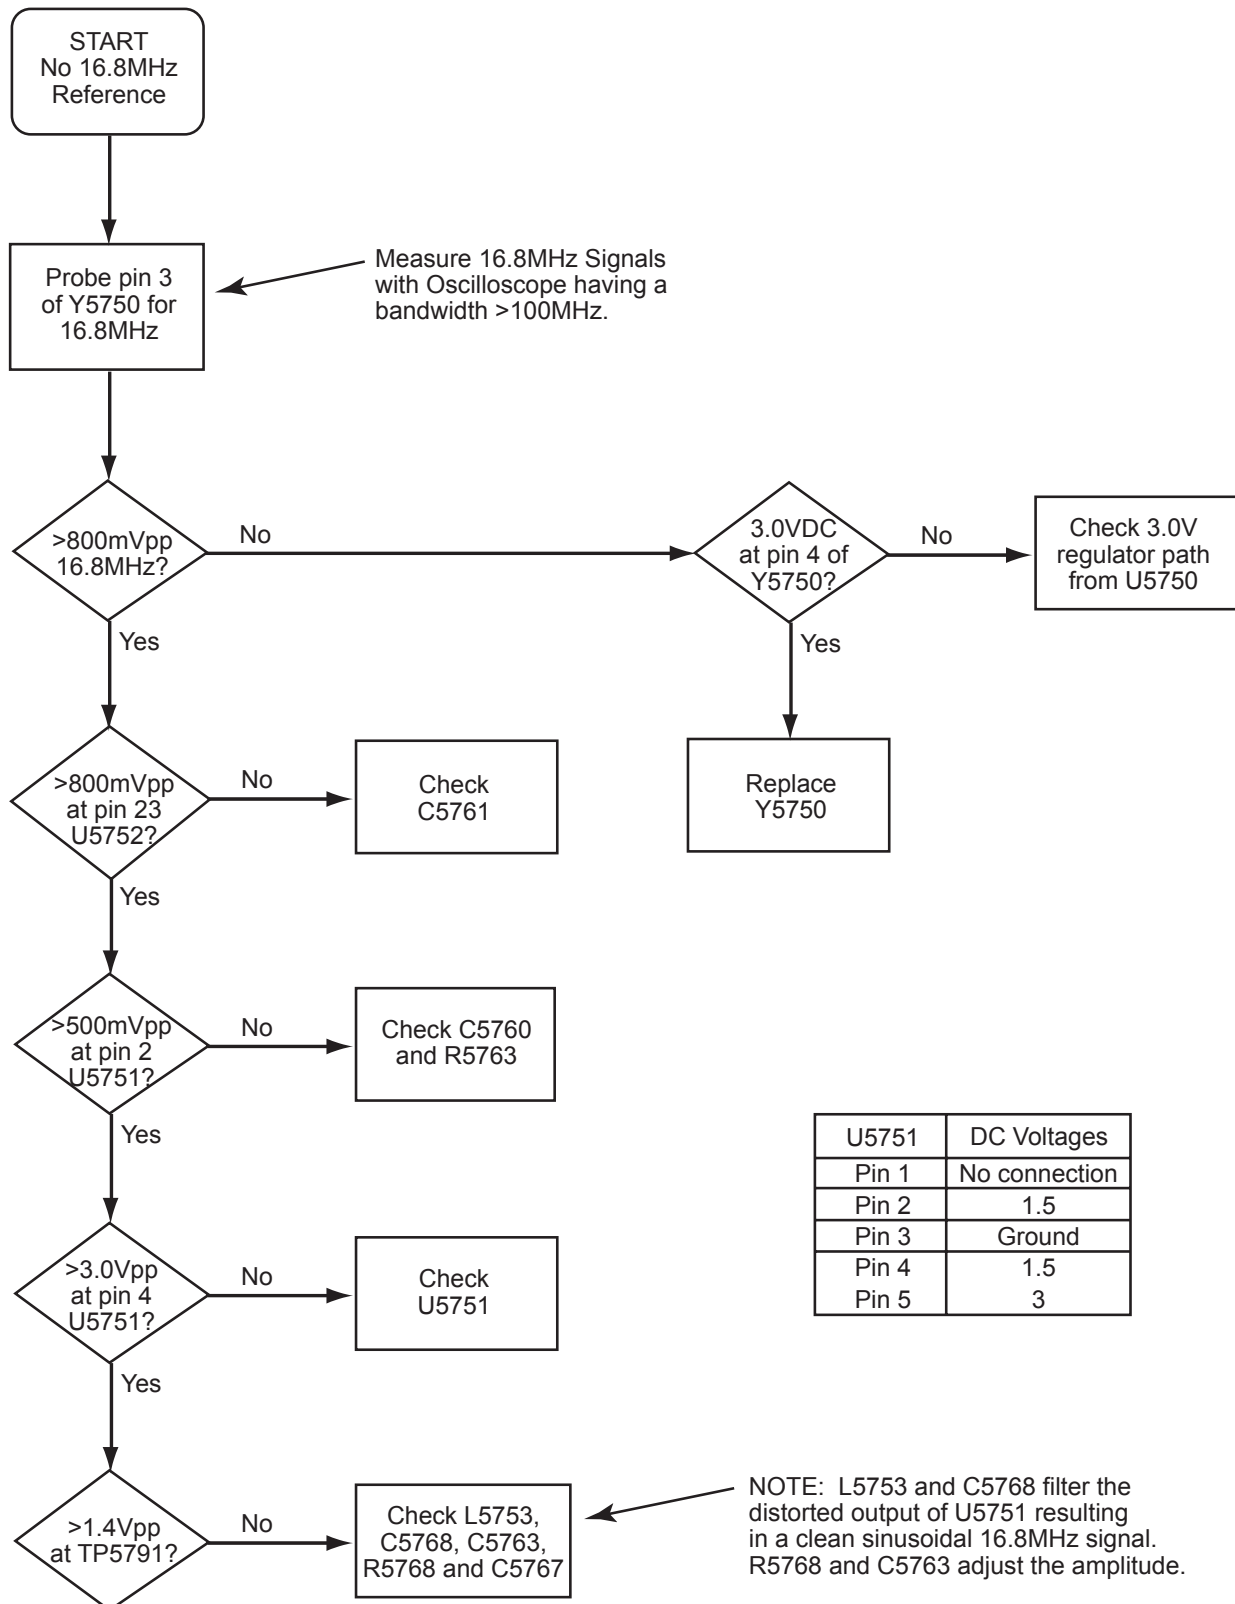 START
No 16.8MHz
Reference
Probe pin 3
of Y5750 for
16.8MHz
Measure 16.8MHz Signals
with Oscilloscope having a
bandwidth >100MHz.
>800mVpp
16.8MHz?
No
Yes
3.0VDC
at pin 4 of
Y5750?
No
Yes
Check 3.0V
regulator path
from U5750
Replace
Y5750
>800mVpp
at pin 23
U5752?
No
Yes
Check
C5761
>500mVpp
at pin 2
U5751?
No
Yes
Check C5760
and R5763
>3.0Vpp
at pin 4
U5751?
No
Yes
Check
U5751
U5751 DC Voltages
Pin 1 No connection
Pin 2 1.5
Pin 3 Ground
Pin 4 1.5
Pin 5 3
>1.4Vpp
at TP5791?
No
Check L5753,
C5768, C5763,
R5768 and C5767
NOTE: L5753 and C5768 filter the
distorted output of U5751 resulting
in a clean sinusoidal 16.8MHz signal.
R5768 and C5763 adjust the amplitude.